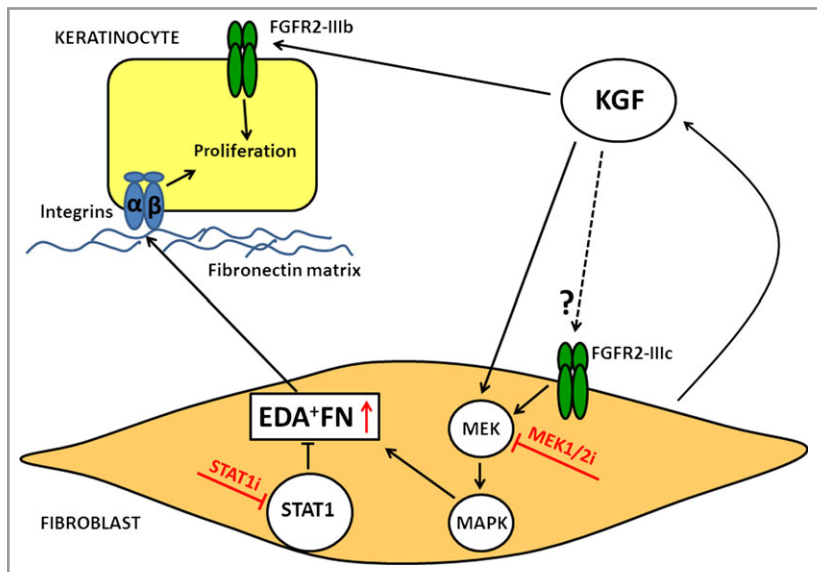 FGFR2-IIIb
KERATINOCYTE
KGF
Proliferation
Integrins
α β
Fibronectin matrix
?
FGFR2-IIIc
EDA⁺FN
MEK
MEK1/2i
STAT1i
STAT1
MAPK
FIBROBLAST